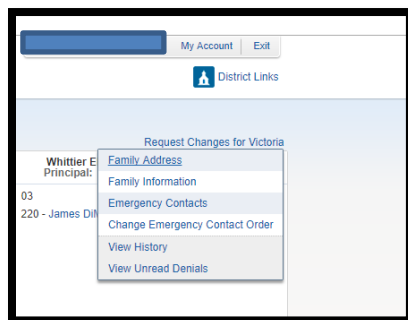 My Account Exit
District Links
Request Changes for Victoria
Whittier E
Principal:
Family Address
Family Information
03
Emergency Contacts
220 - James
Change Emergency Contact Order
View History
View Unread Denials